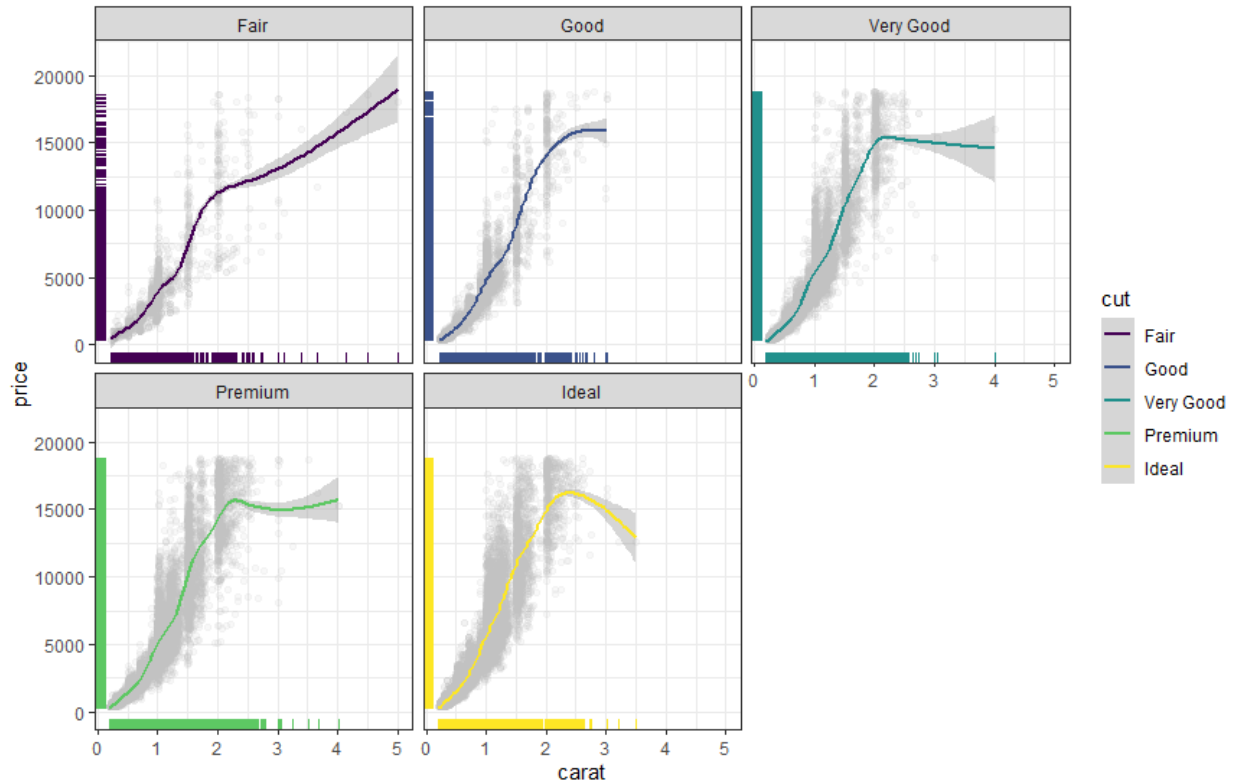 Fair
Good
Very Good
20000
15000
10000
5000
0
0 1 2 3 4 5
Premium
Ideal
20000
15000
10000
5000
0
0 1 2 3 4 5
0 1 2 3 4 5
price
carat
cut
Fair
Good
Very Good
Premium
Ideal